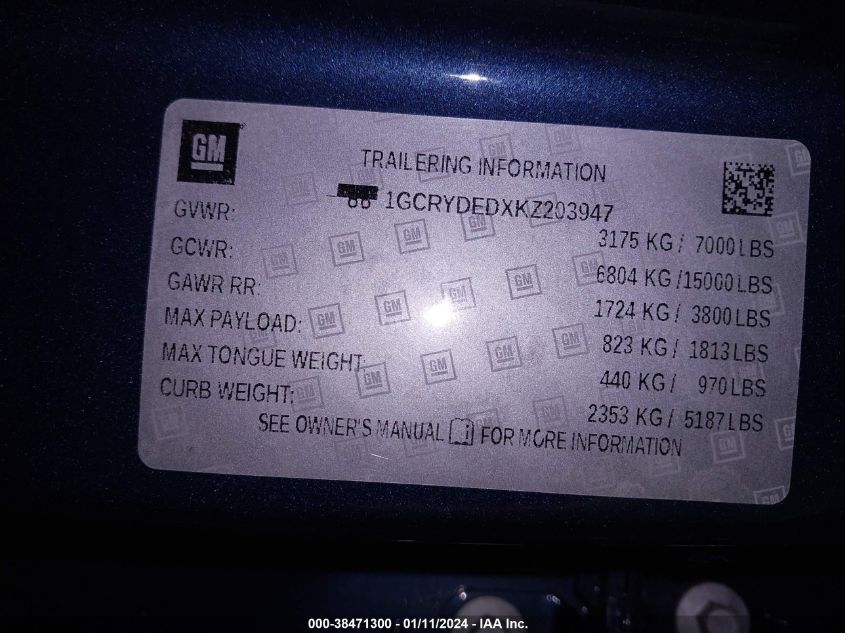 GM
TRAILERING INFORMATION
1GCRYDEDXKZ203947
GVWR: 3175 KG / 7000 LBS
GCWR: 6804 KG / 15000 LBS
GAWR RR: 1724 KG / 3800 LBS
MAX PAYLOAD: 823 KG / 1813 LBS
MAX TONGUE WEIGHT: 440 KG / 970 LBS
CURB WEIGHT: 2353 KG / 5187 LBS
SEE OWNER'S MANUAL FOR MORE INFORMATION
000-38471300 - 01/11/2024 - IAA Inc.